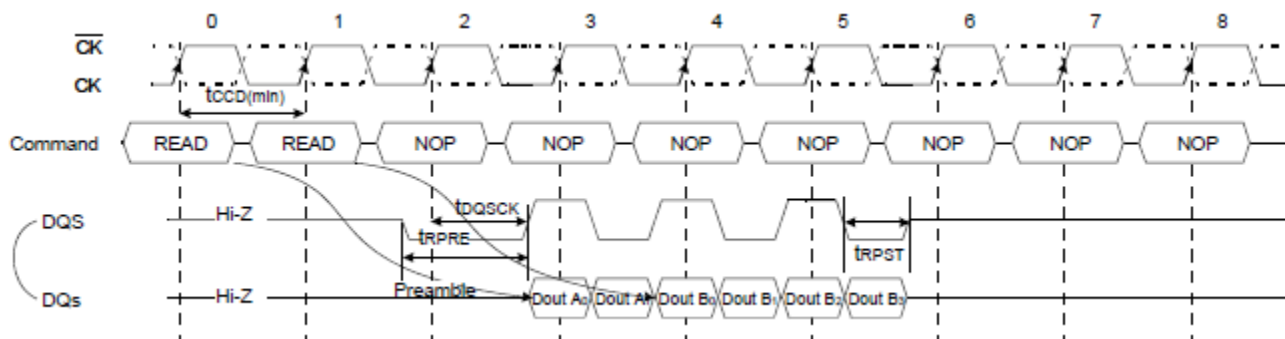 0 1 2 3 4 5 6 7 8
CK
CK
tCCD(min)
Command READ READ NOP NOP NOP NOP NOP NOP NOP
DQS Hi-Z tDQSCK
tRPRE tRPST
Preamble
DQs Hi-Z Dout A0 Dout A1 Dout B0 Dout B1 Dout B2 Dout B3